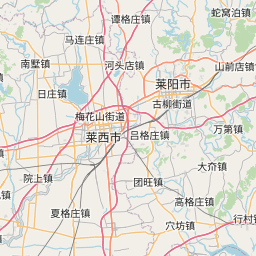 谭格庄镇
蛇窝泊镇
马连庄镇
南墅镇
河头店镇
山前店镇
莱阳市
日庄镇
古柳街道
梅花山街道
万第镇
莱西市
吕格庄镇
大夼镇
院上镇
团旺镇
高格庄镇
夏格庄镇
行村镇
穴坊镇